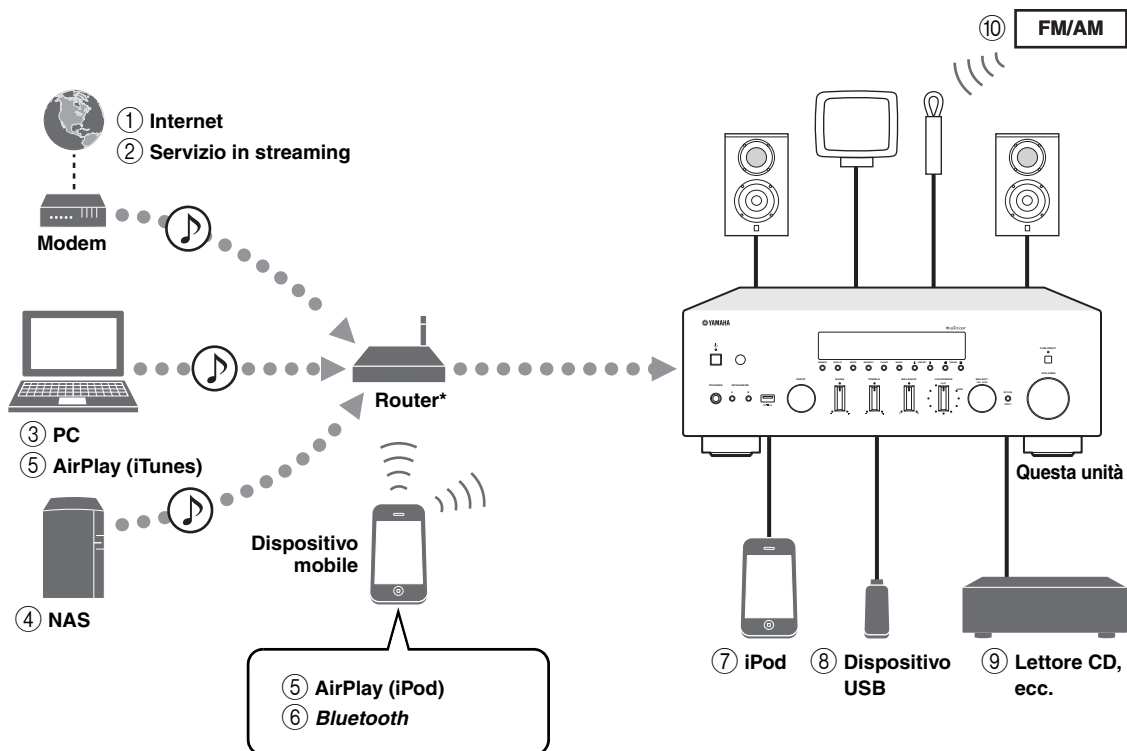 ⑩ FM/AM
① Internet
② Servizio in streaming
Modem
③ PC
⑤ AirPlay (iTunes)
④ NAS
Router*
Dispositivo
mobile
⑤ AirPlay (iPod)
⑥ Bluetooth
YAMAHA
Questa unità
⑦ iPod
⑧ Dispositivo
USB
⑨ Lettore CD,
ecc.